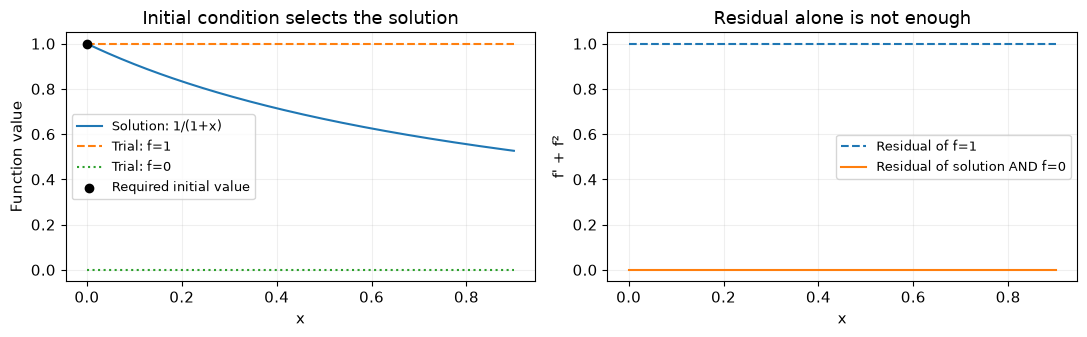 Initial condition selects the solution
Function value
1.0
0.8
0.6
0.4
0.2
0.0
Solution: 1/(1+x)
Trial: f=1
Trial: f=0
Required initial value
0.0 0.2 0.4 0.6 0.8
x
Residual alone is not enough
f' + f²
1.0
0.8
0.6
0.4
0.2
0.0
Residual of f=1
Residual of solution AND f=0
0.0 0.2 0.4 0.6 0.8
x